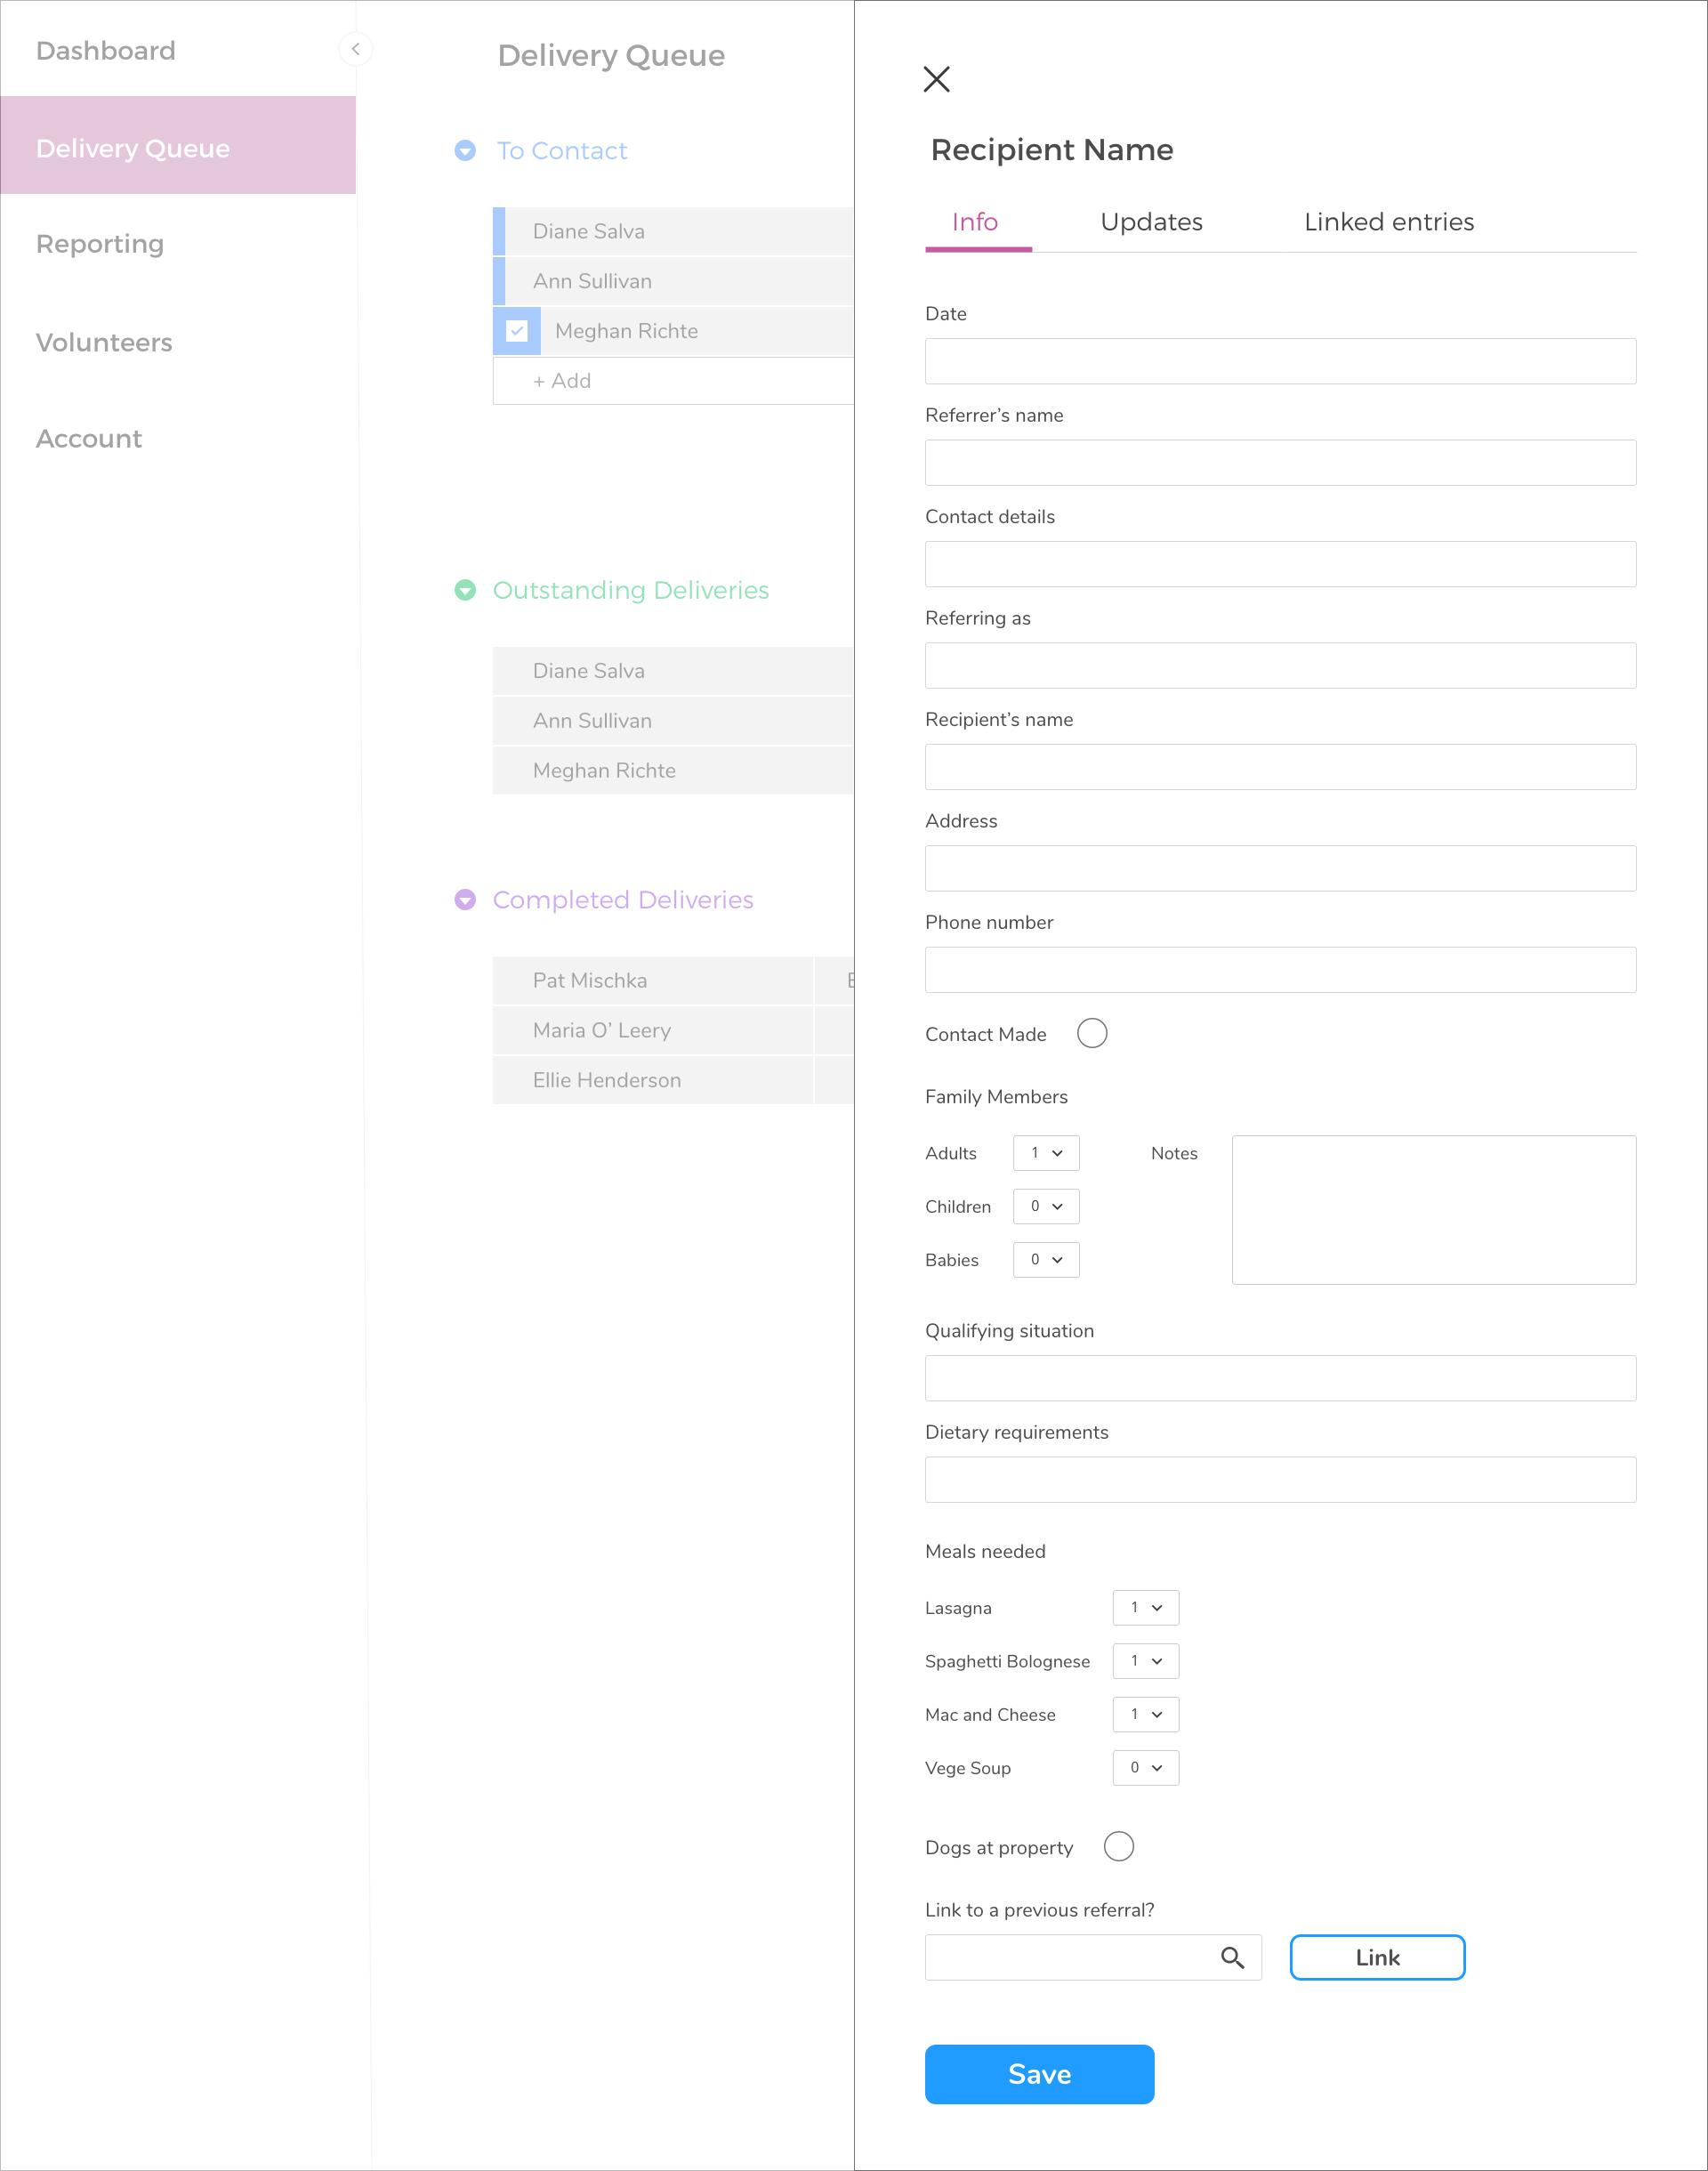 Dashboard
Delivery Queue
Reporting
Volunteers
Account
Delivery Queue
To Contact
Diane Salva
Ann Sullivan
Meghan Richte
+ Add
Outstanding Deliveries
Diane Salva
Ann Sullivan
Meghan Richte
Completed Deliveries
Pat Mischka
Maria O’ Leery
Ellie Henderson
Recipient Name
Info Updates Linked entries
Date
Referrer’s name
Contact details
Referring as
Recipient’s name
Address
Phone number
Contact Made
Family Members
Adults 1 Notes
Children 0
Babies 0
Qualifying situation
Dietary requirements
Meals needed
Lasagna 1
Spaghetti Bolognese 1
Mac and Cheese 1
Vege Soup 0
Dogs at property
Link to a previous referral?
Link
Save